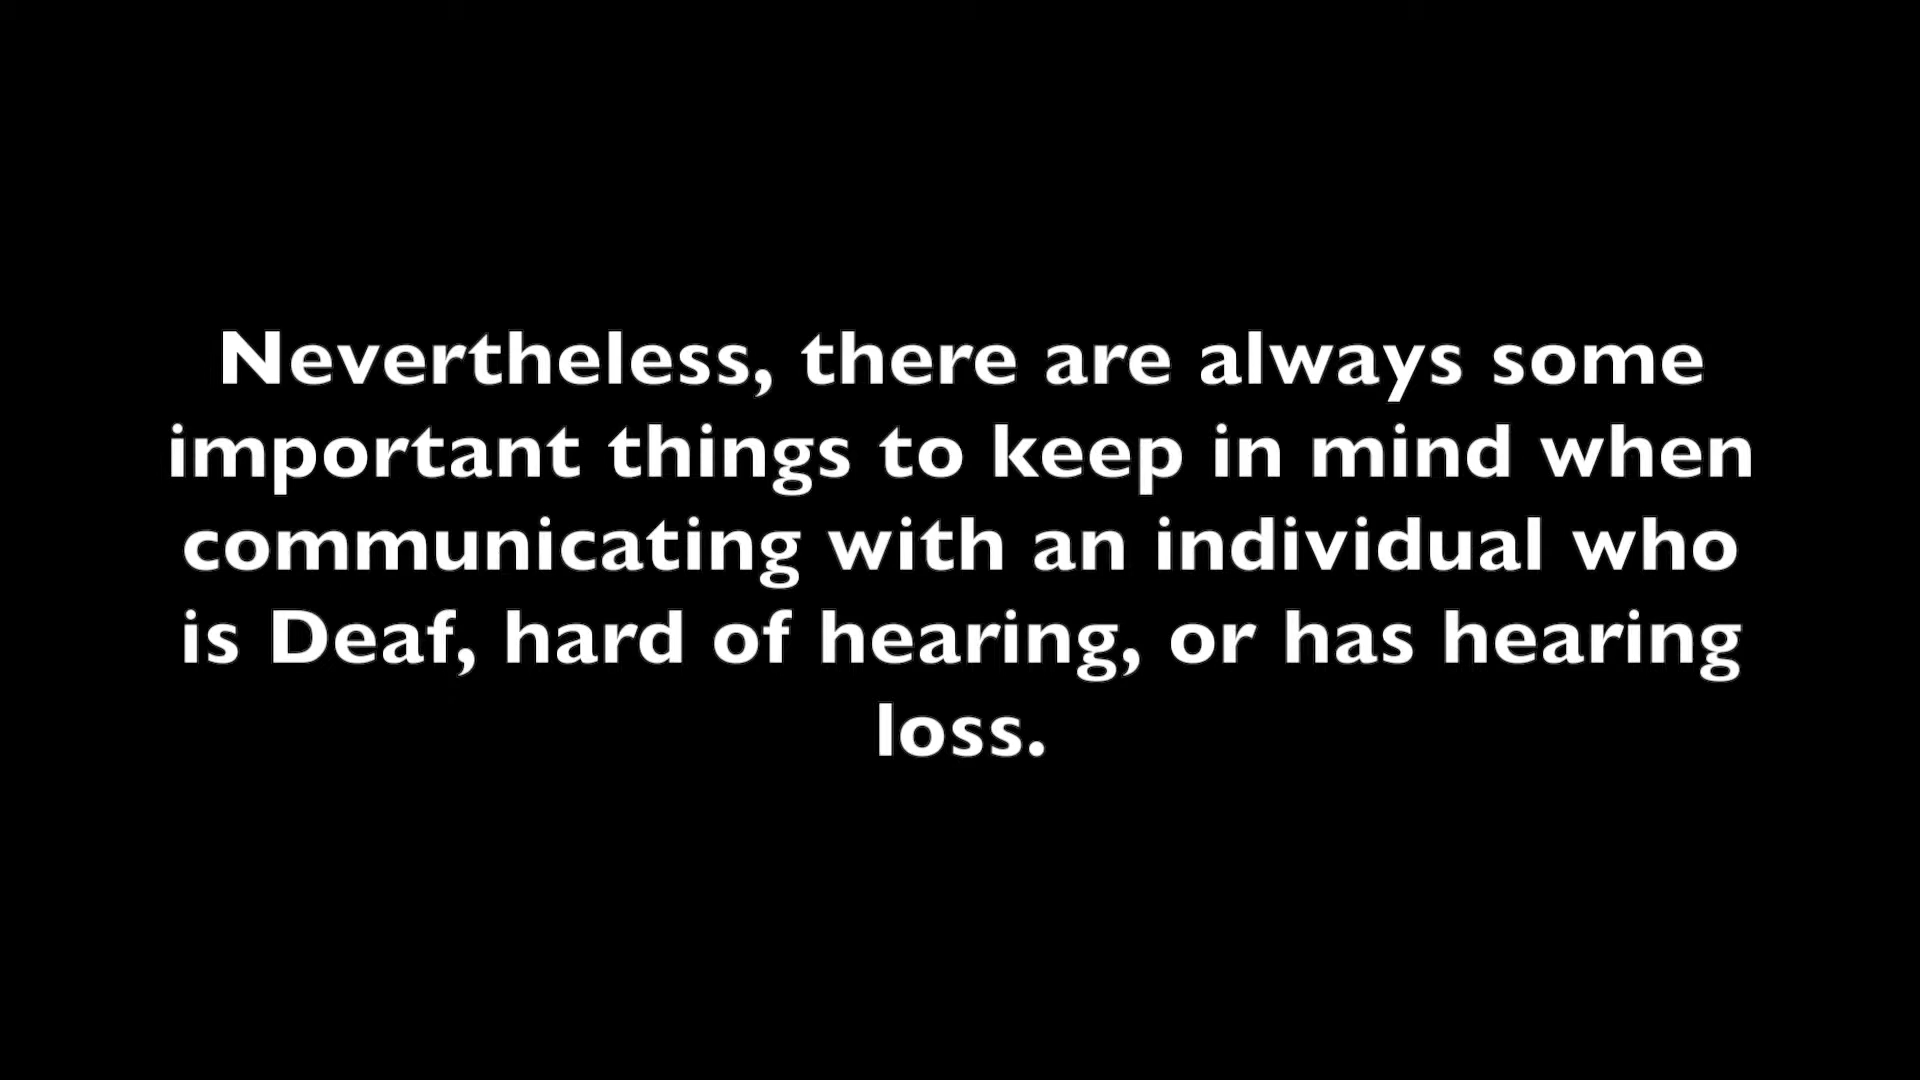 Nevertheless, there are always some
important things to keep in mind when
communicating with an individual who
is Deaf, hard of hearing, or has hearing
loss.